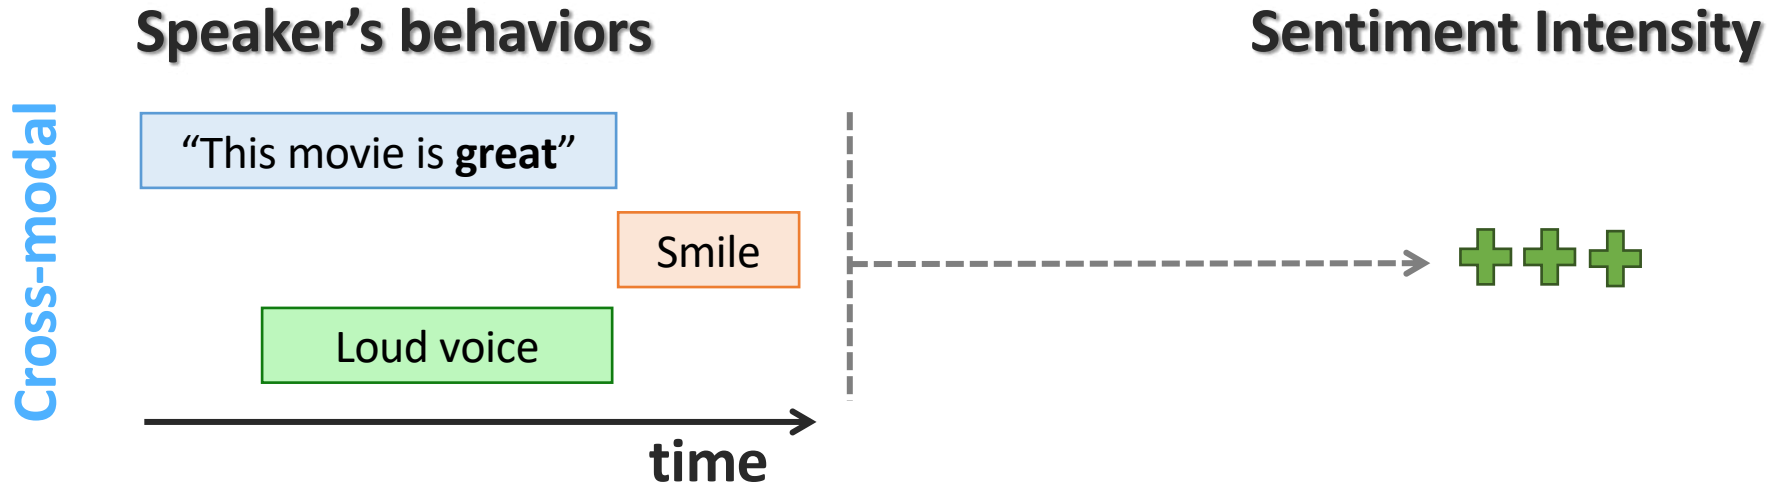 Speaker’s behaviors
Sentiment Intensity
Cross-modal
“This movie is great”
Smile
Loud voice
time